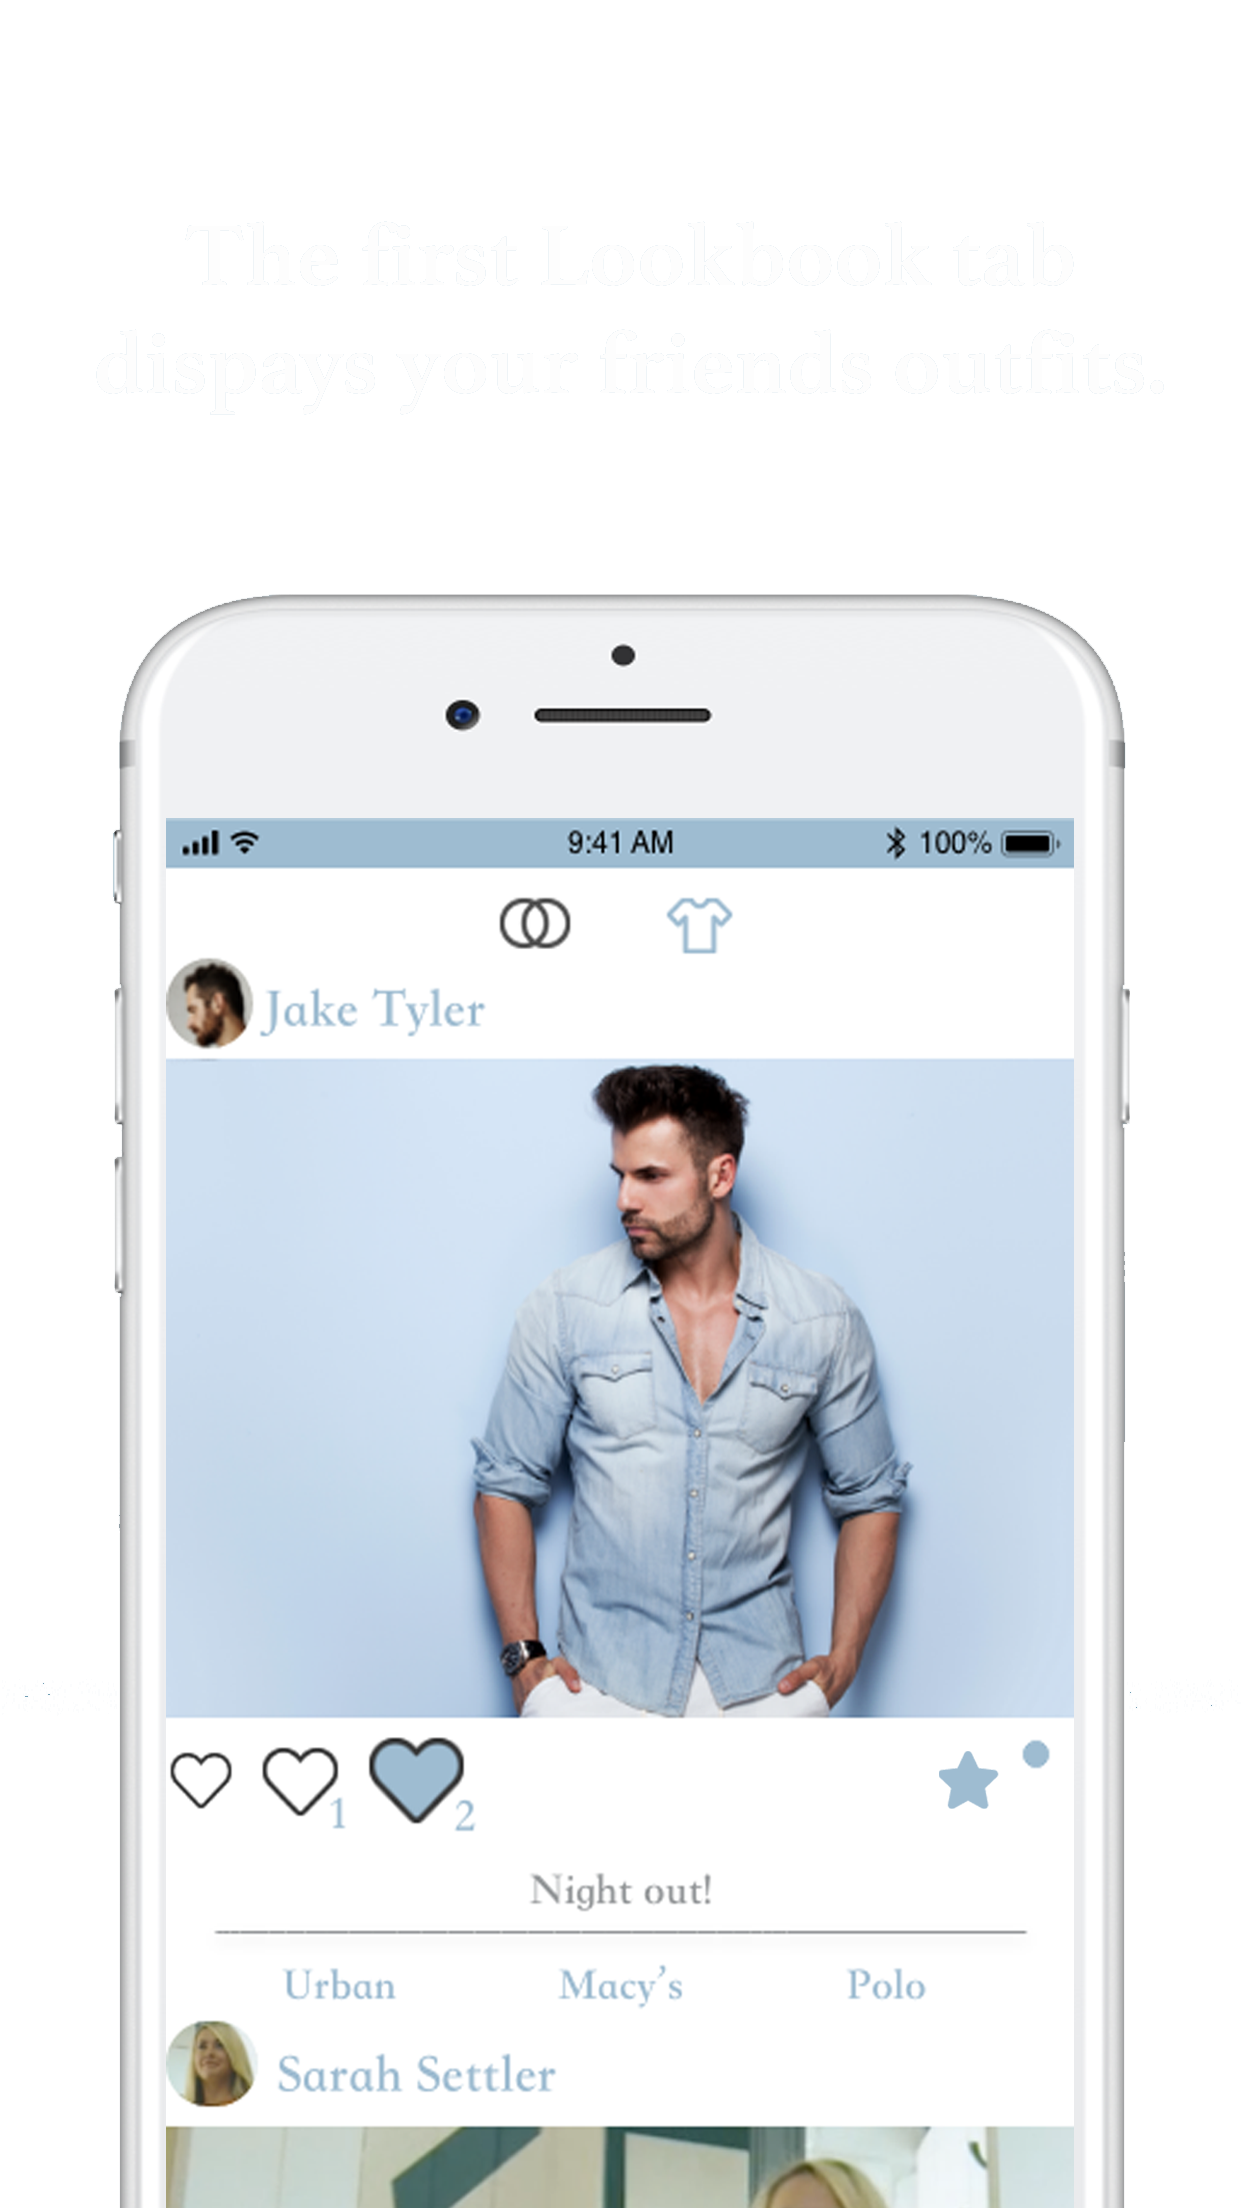 The first Lookbook tab
dispays your friends outfits.
9:41 AM
100%
Jake Tyler
1
2
Night out!
Urban
Macy's
Polo
Sarah Settler